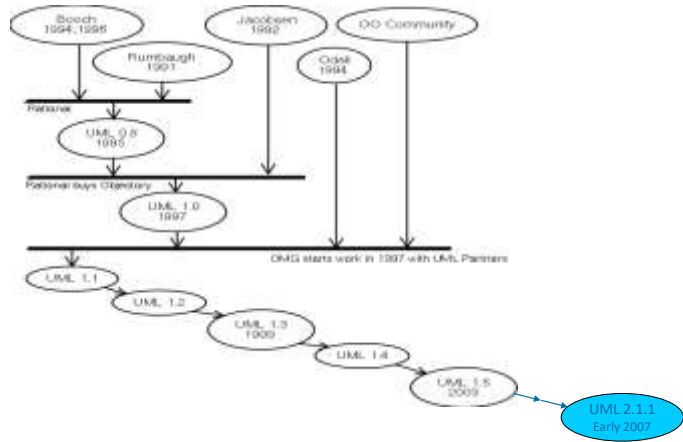 Booch
1994,1995
Jacobsen
1992
OO Community
Rumbaugh
1991
Odell
1994
Rational
UML 0.8
1995
Rational buys Objectory
UML 1.0
1997
OMG starts work in 1997 with UML Partners
UML 1.1
UML 1.2
UML 1.3
1999
UML 1.4
UML 1.5
2003
UML 2.1.1
Early 2007